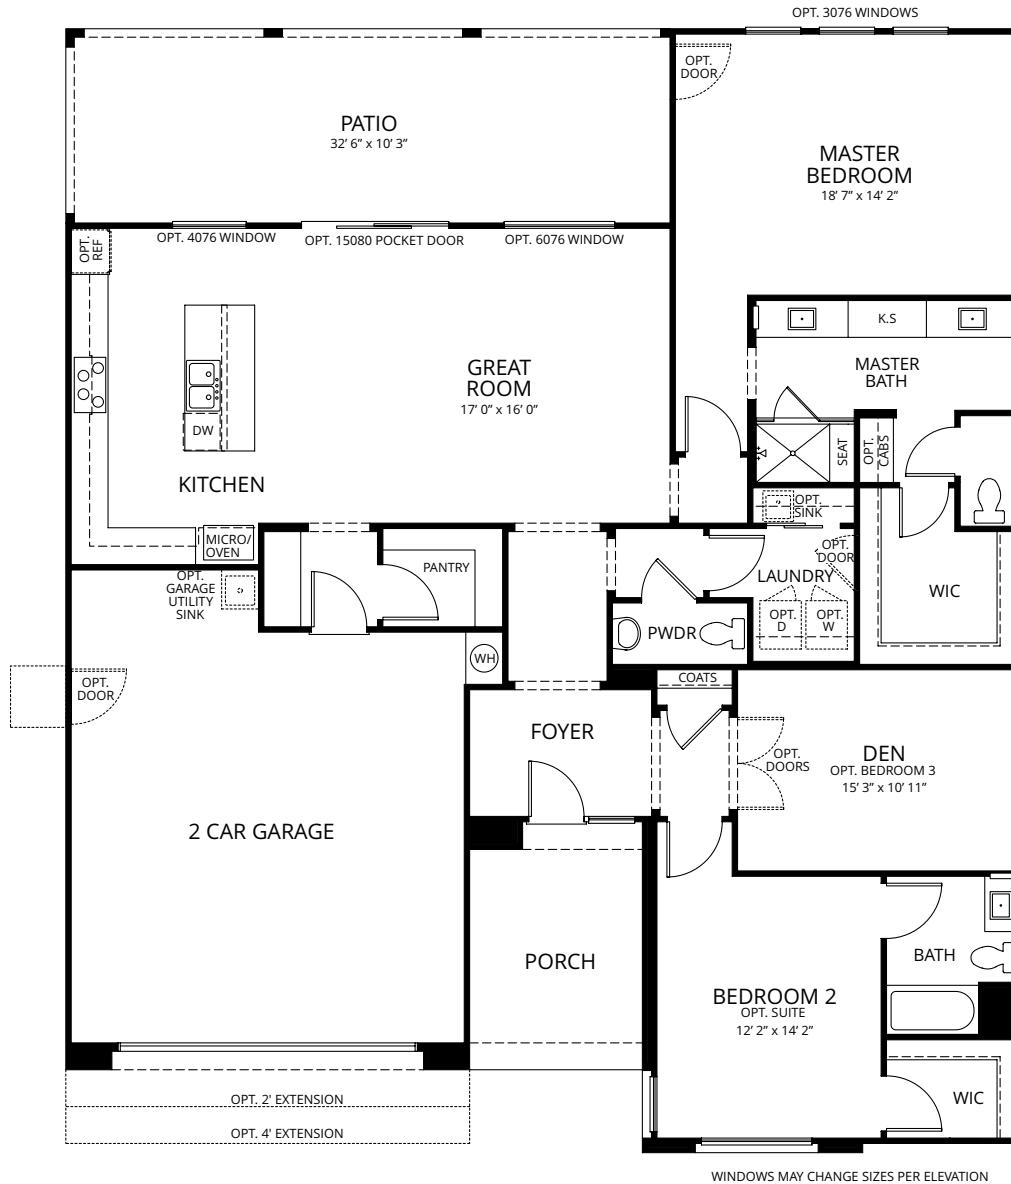 OPT. 3076 WINDOWS
OPT.
DOOR
PATIO
32’ 6” x 10’ 3”
MASTER
BEDROOM
18’ 7” x 14’ 2”
OPT. 4076 WINDOW
OPT. 15080 POCKET DOOR
OPT. 6076 WINDOW
OPT.
REF
K.S
MASTER
BATH
GREAT
ROOM
17’ 0” x 16’ 0”
DW
SEAT
OPT.
CABS
KITCHEN
OPT.
SINK
MICRO/
OVEN
OPT.
DOOR
PANTRY
LAUNDRY
OPT.
GARAGE
UTILITY
SINK
WIC
OPT.
D
OPT.
W
PWDR
WH
COATS
OPT.
DOOR
FOYER
OPT.
DOORS
DEN
OPT. BEDROOM 3
15’ 3” x 10’ 11”
2 CAR GARAGE
PORCH
BATH
BEDROOM 2
OPT. SUITE
12’ 2” x 14’ 2”
WIC
OPT. 2' EXTENSION
OPT. 4' EXTENSION
WINDOWS MAY CHANGE SIZES PER ELEVATION